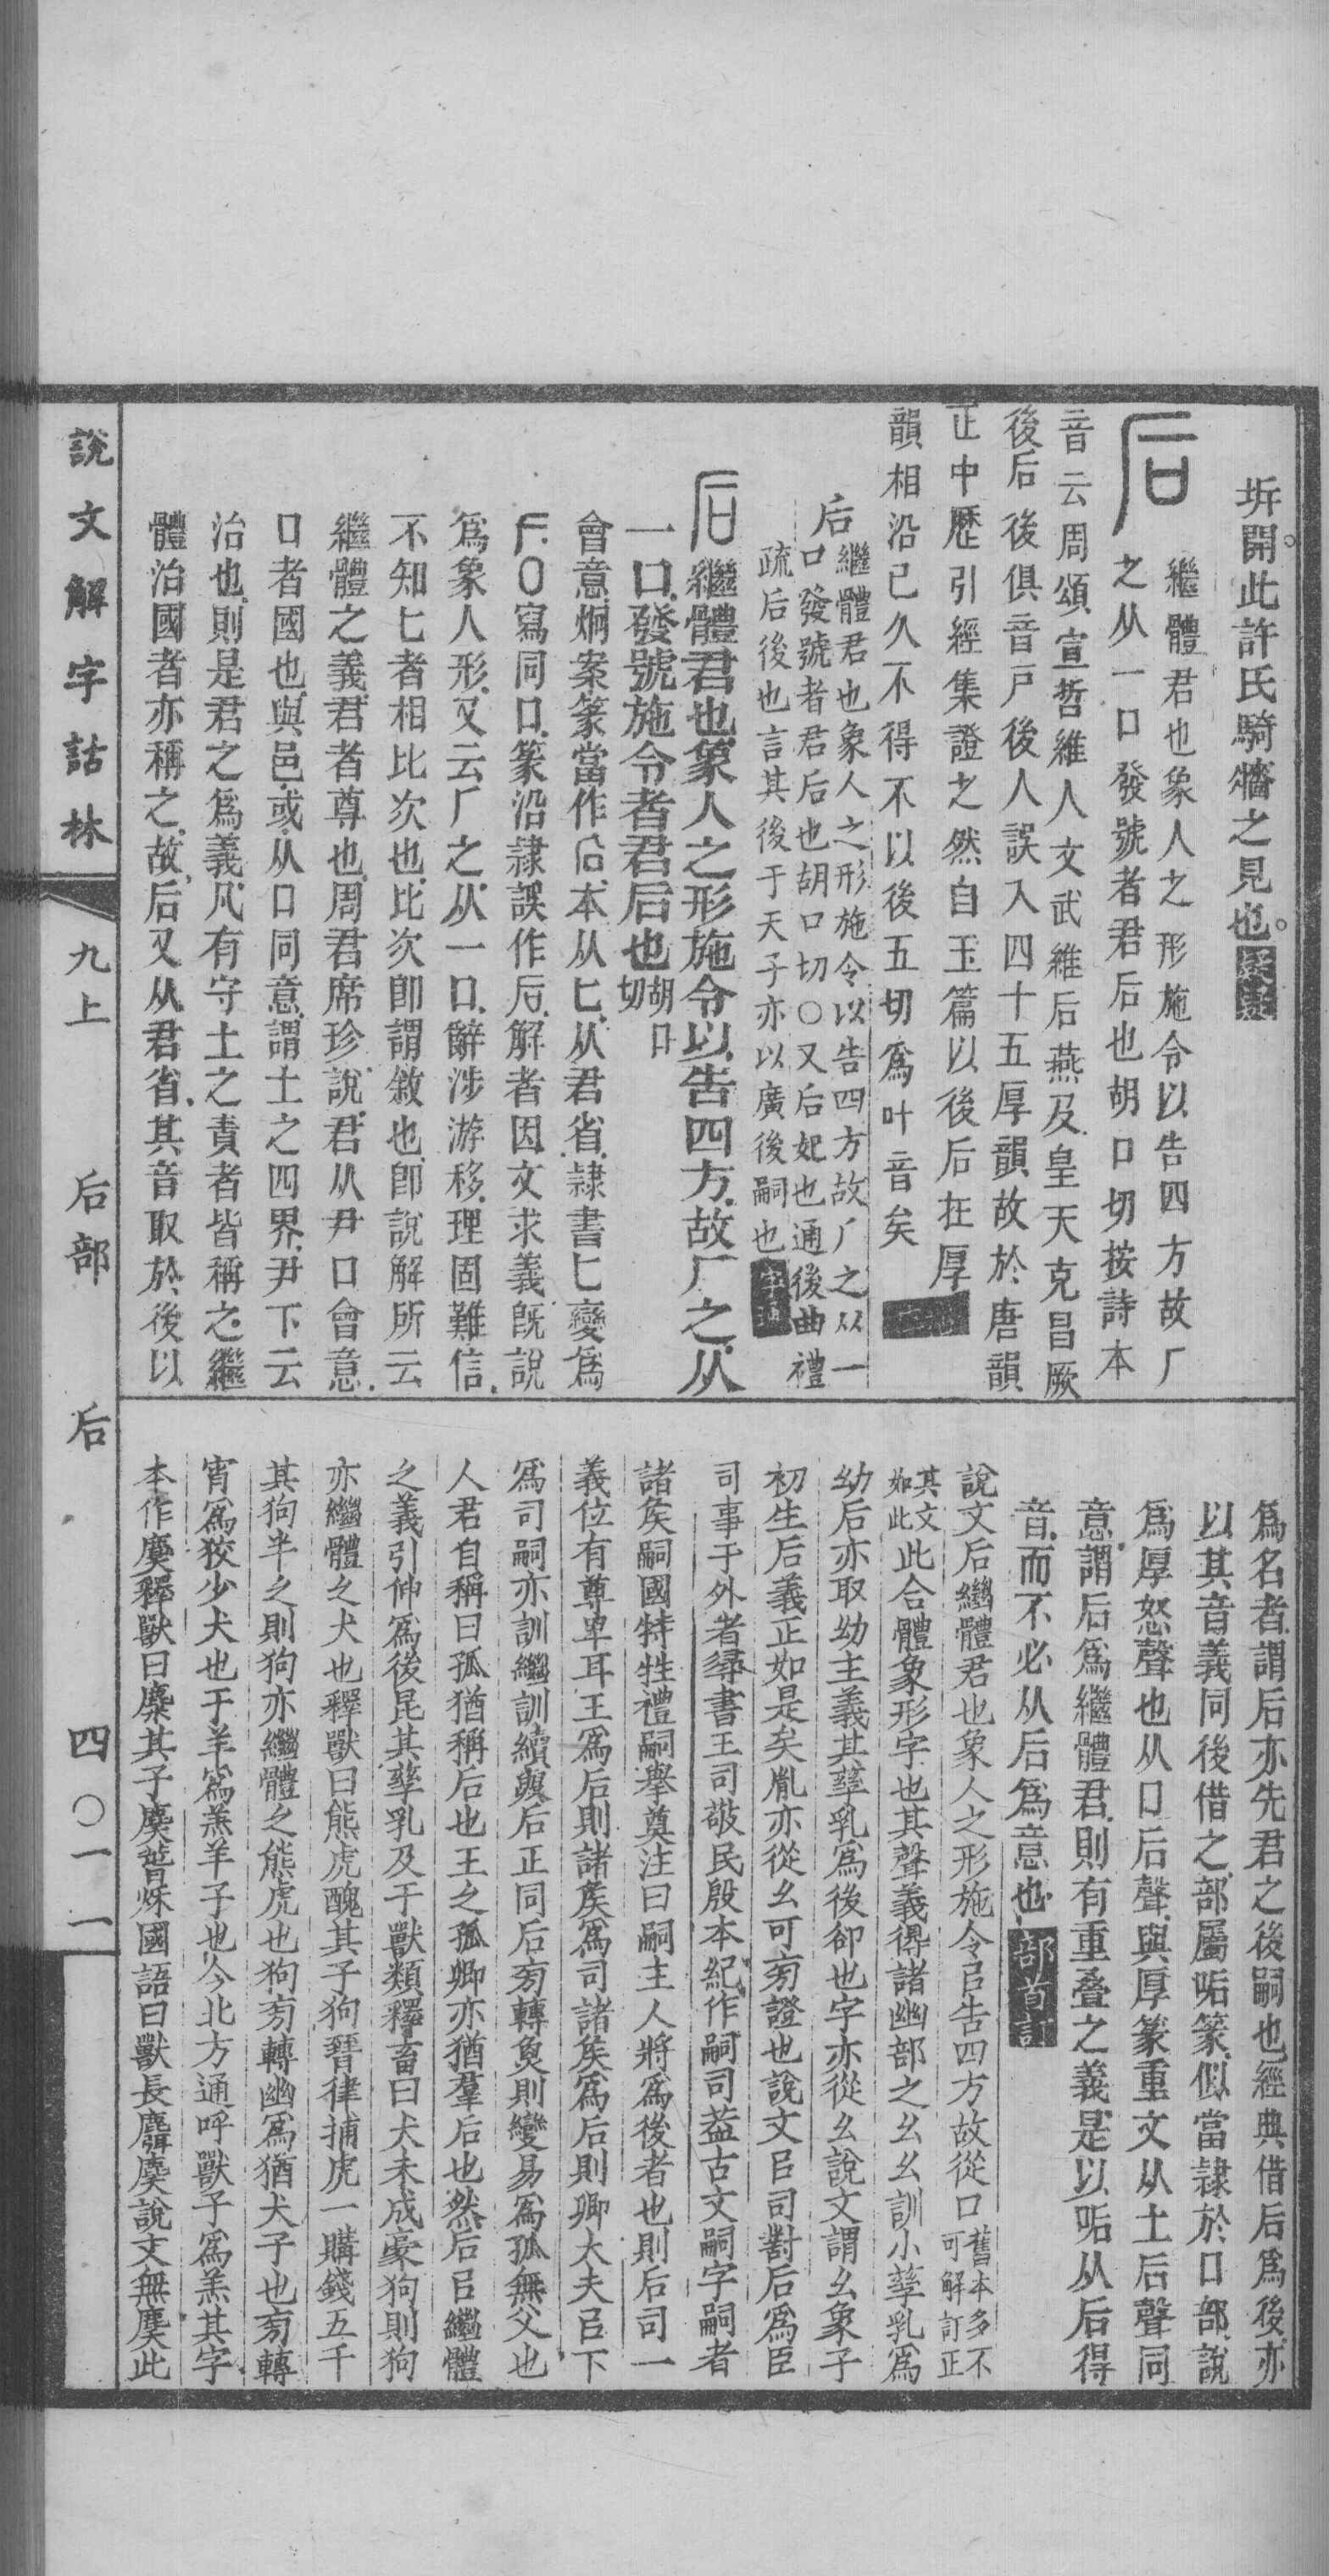 坼開此許氏騎牆之見也
后
繼體君也象人之形施令以告四方故厂
之从一口發號者君后也胡口切按詩本
音云周頌宣哲維人文武維后燕及皇天克昌厥
後后後俱音戸後人誤入四十五厚韻故於唐韻
正中歷引經集證之然自玉篇以後后在厚
韻相沿已久不得不以後五切爲叶音矣
后
繼體君也象人之形施令以告四方故厂之从一
口發號者君后也胡口切○又后妃也通後曲禮
疏后後也言其後于天子亦以廣後嗣也
后繼體君也象人之形施令以告四方故厂之从
一口發號施令者君后也胡口切
會意烱案篆當作后本从匕从君省隷書匕變爲
厂〇寫同口篆沿隷誤作后解者因文求義旣說
爲象人形又云厂之从一口辭涉游移理固難信
不知匕者相比次也比次卽謂敘也卽說解所云
繼體之義君者尊也周君席珍說君从尹口會意
口者國也與邑或从口同意謂土之四界尹下云
治也則是君之爲義凡有守土之責者皆稱之繼
體治國者亦稱之故后又从君省其音取於後以
爲名者謂后亦先君之後嗣也經典借后爲後亦
以其音義同後借之部屬垢篆似當隷於口部說
爲厚怒聲也从口后聲與厚篆重文从土后聲同
意謂后爲繼體君則有重疊之義是以垢从后得
音而不必从后爲意也部首訂
說文后繼體君也象人之形施令㠯告四方故從口舊本多不可解訂正
其文如此此合體象形字也其聲義得諸幽部之幺幺訓小孳乳爲
幼后亦取幼主義其孳乳爲後卻也字亦從幺說文謂幺象子
初生后義正如是矣胤亦從幺可㫄證也說文㠯司對后爲臣
司事于外者尋書王司敬民殷本紀作嗣司葢古文嗣字嗣者
諸矦嗣國特牲禮嗣舉奠注曰嗣主人將爲後者也則后司一
義位有尊卑耳王爲后則諸矦爲司諸矦爲后則卿大夫㠯下
爲司嗣亦訓繼訓續與后正同后㫄轉魚則變易爲孤無父也
人君自稱曰孤猶稱后也王之孤卿亦猶羣后也然后㠯繼體
之義引伸爲後昆其孳乳及于獸類釋畜曰犬未成豪狗則狗
亦繼體之犬也釋獸曰熊虎醜其子狗晉律捕虎一購錢五千
其狗半之則狗亦繼體之熊虎也狗㫄轉幽爲猶犬子也㫄轉
宵爲狡少犬也于羊爲羔羊子也今北方通呼獸子爲羔其字
本作麌釋獸曰麋其子麌魯語曰獸長麑麌說文無麌此
說文解字詁林
九上
后部
后
四〇一一